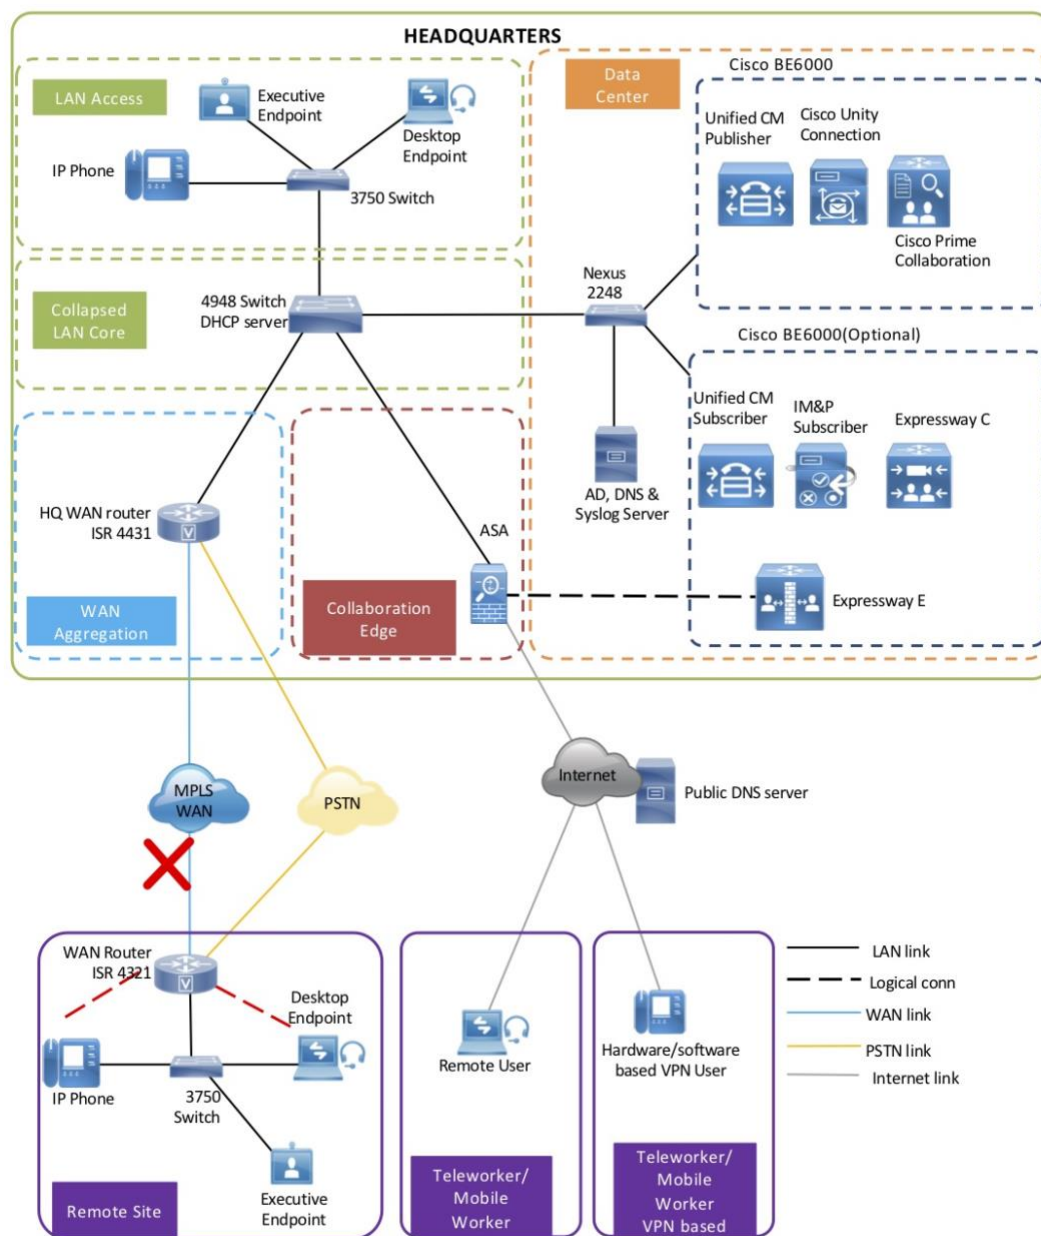 HEADQUARTERS
LAN Access
Executive
Endpoint
Desktop
Endpoint
IP Phone
3750 Switch
Data
Center
Cisco BE6000
Unified CM
Publisher
Cisco Unity
Connection
Cisco Prime
Collaboration
Collapsed
LAN Core
4948 Switch
DHCP server
Nexus
2248
Cisco BE6000(Optional)
Unified CM
Subscriber
IM&P
Subscriber
Expressway C
AD, DNS &
Syslog Server
HQ WAN router
ISR 4431
V
ASA
WAN
Aggregation
Collaboration
Edge
Expressway E
MPLS
WAN
PSTN
Internet
Public DNS server
WAN Router
ISR 4321
V
Desktop
Endpoint
IP Phone
3750
Switch
Executive
Endpoint
Remote Site
Remote User
Teleworker/
Mobile
Worker
Hardware/software
based VPN User
Teleworker/
Mobile
Worker
VPN based
LAN link
Logical conn
WAN link
PSTN link
Internet link